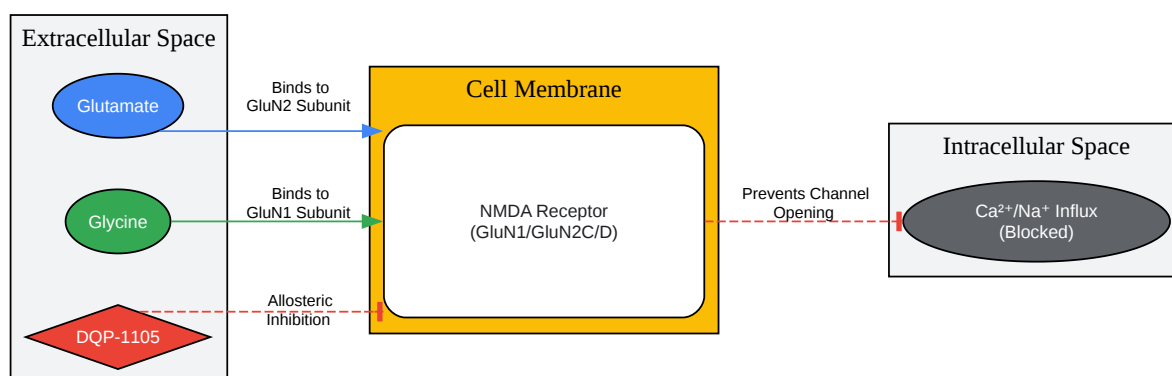 Extracellular Space
Glutamate
Binds to
GluN2 Subunit
Glycine
Binds to
GluN1 Subunit
DQP-1105
Allosteric
Inhibition
Cell Membrane
NMDA Receptor
(GluN1/GluN2C/D)
Prevents Channel
Opening
Intracellular Space
Ca²⁺/Na⁺ Influx
(Blocked)